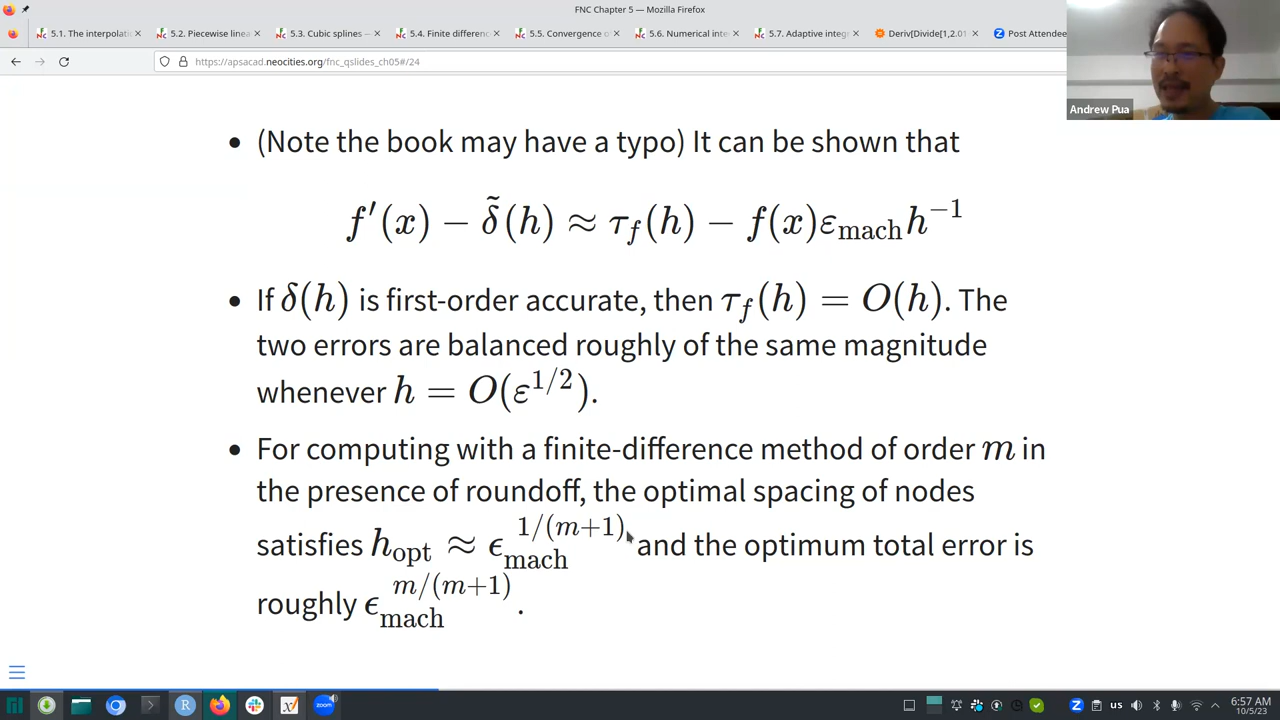 FNC Chapter 5 — Mozilla Firefox
5.1. The interpolat 5.2. Piecewise linea 5.3. Cubic splines — 5.4. Finite differenc 5.5. Convergence o 5.6. Numerical inte 5.7. Adaptive integ Deriv[Divide[1,2.01 Post Attendee
https://apsacad.neocities.org/fnc_qslides_ch05#/24
Andrew Pua
• (Note the book may have a typo) It can be shown that
f′(x) − δ̃(h) ≈ τ_f(h) − f(x)ε_mach h^{−1}
• If δ(h) is first-order accurate, then τ_f(h) = O(h). The
two errors are balanced roughly of the same magnitude
whenever h = O(ε^{1/2}).
• For computing with a finite-difference method of order m in
the presence of roundoff, the optimal spacing of nodes
satisfies h_opt ≈ ϵ_mach^{1/(m+1)}, and the optimum total error is
roughly ϵ_mach^{m/(m+1)}.
R
zoom
us
6:57 AM
10/5/23